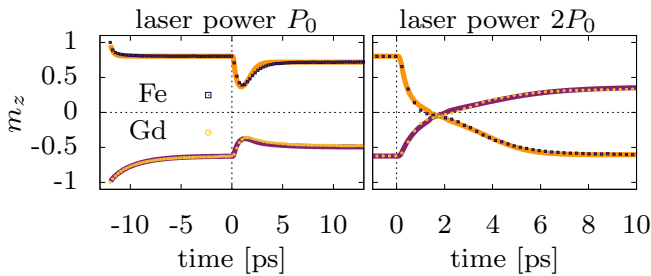 laser power P₀ laser power 2P₀
1
0.5
0
-0.5
-1
m_z
Fe
Gd
-10 -5 0 5 10 0 2 4 6 8 10
time [ps] time [ps]